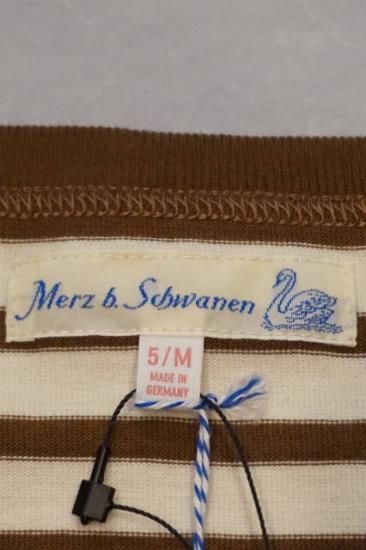 Merz b. Schwanen
5/M
MADE IN
GERMANY